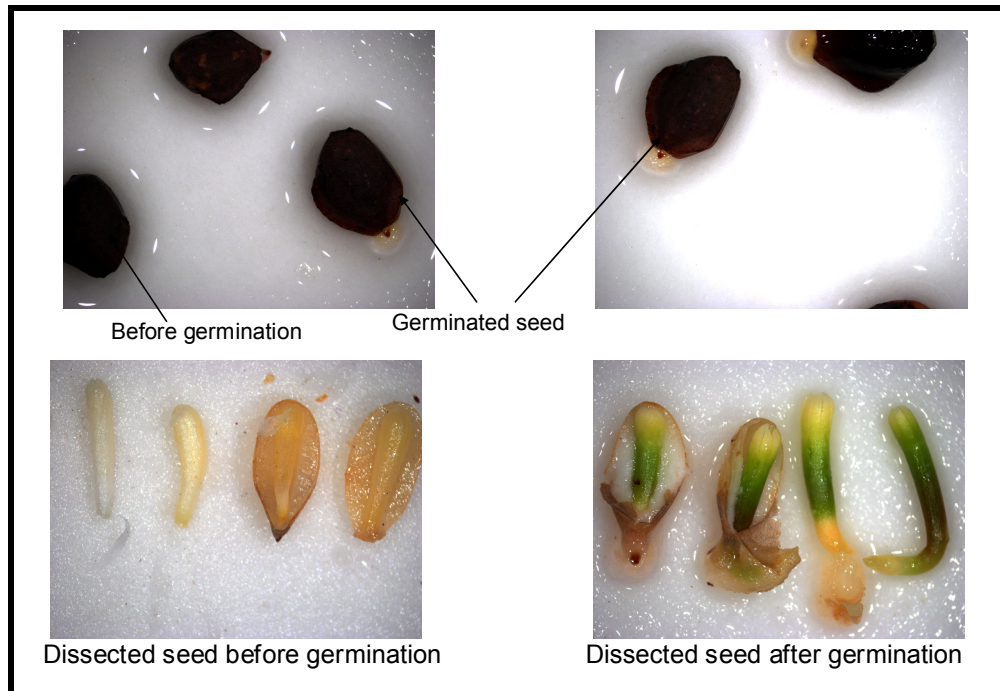 Before germination
Germinated seed
Dissected seed before germination
Dissected seed after germination